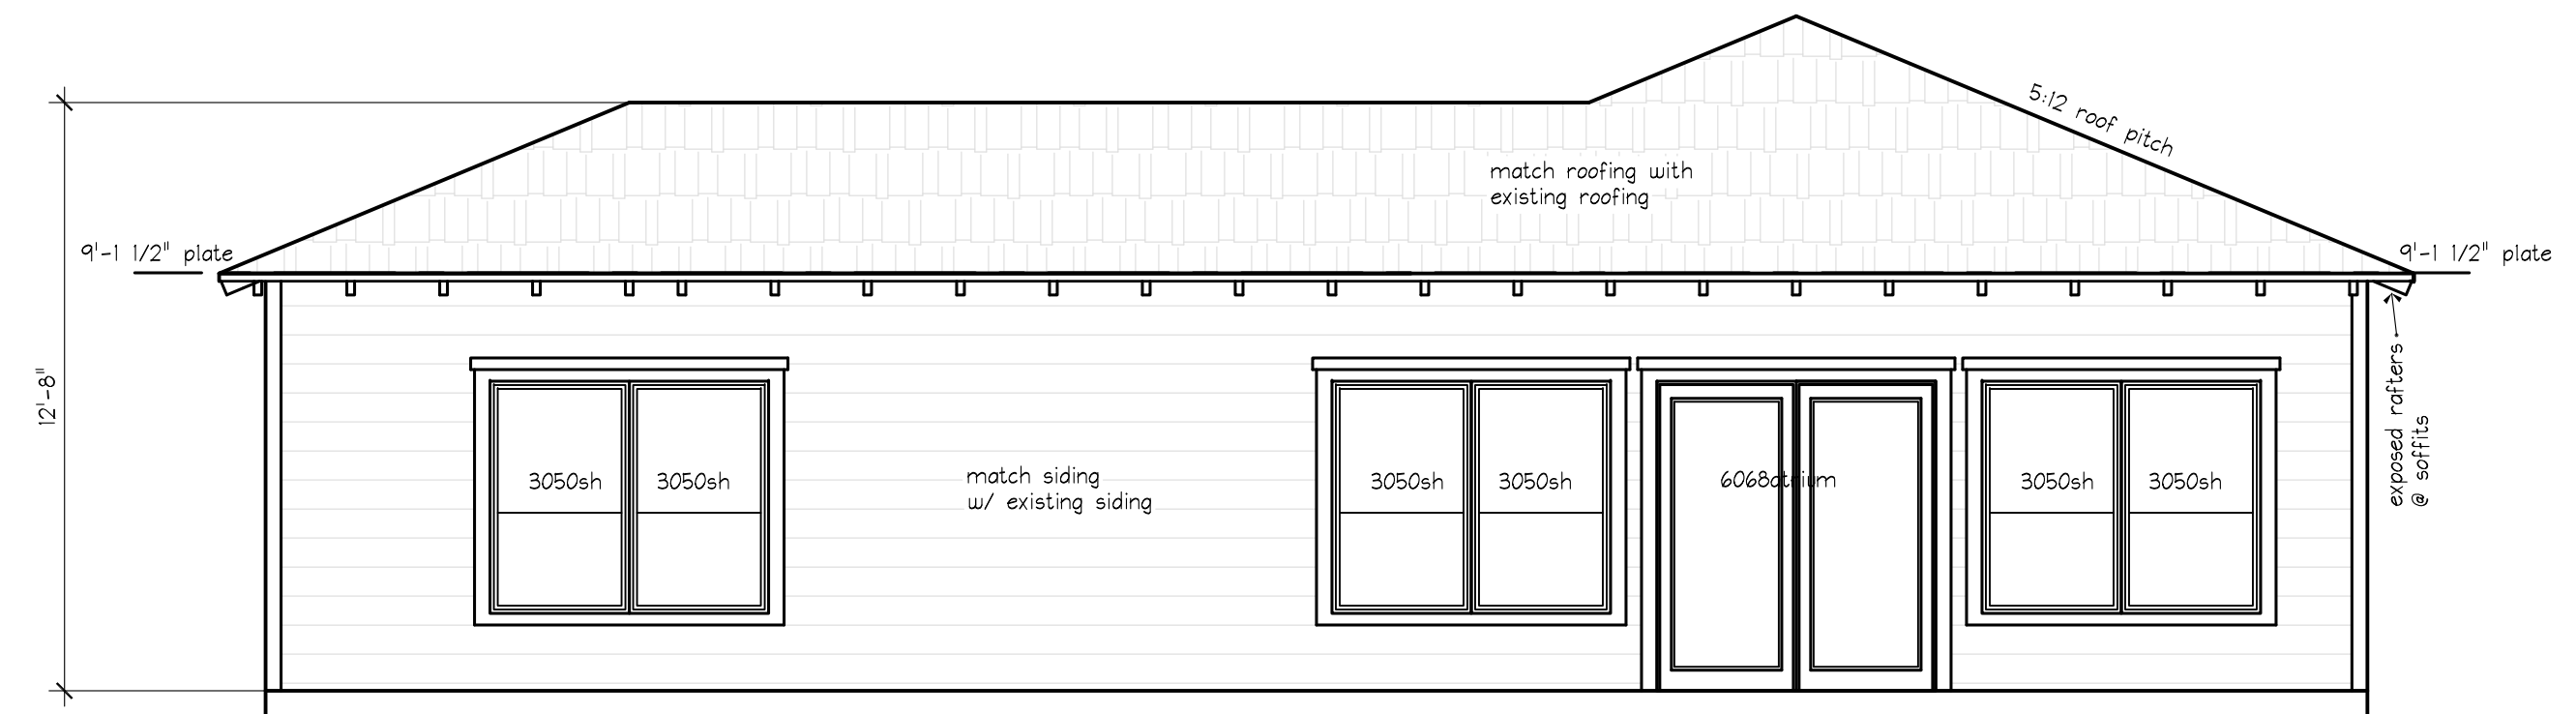 5:12 roof pitch
match roofing with
existing roofing
9'-1 1/2" plate
9'-1 1/2" plate
12'-8"
exposed rafters
@ soffits
match siding
w/ existing siding
3050sh
3050sh
3050sh
3050sh
6068atrium
3050sh
3050sh